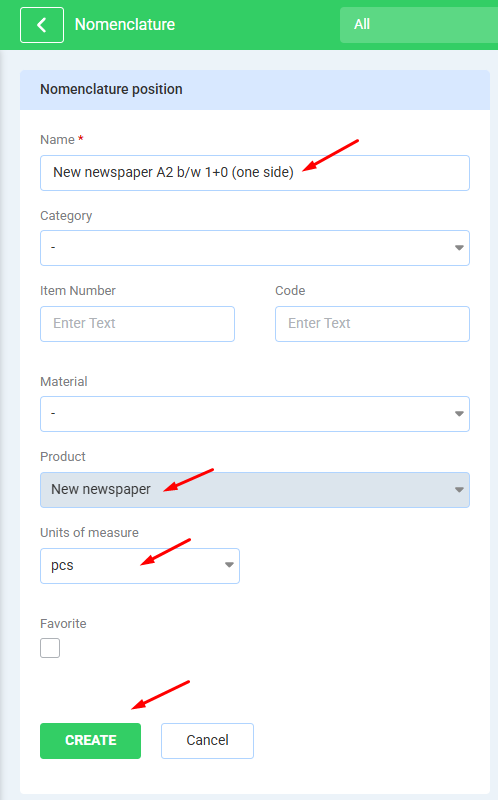 Nomenclature
All
Nomenclature position
Name *
New newspaper A2 b/w 1+0 (one side)
Category
-
Item Number
Code
Enter Text
Enter Text
Material
-
Product
New newspaper
Units of measure
pcs
Favorite
CREATE
Cancel